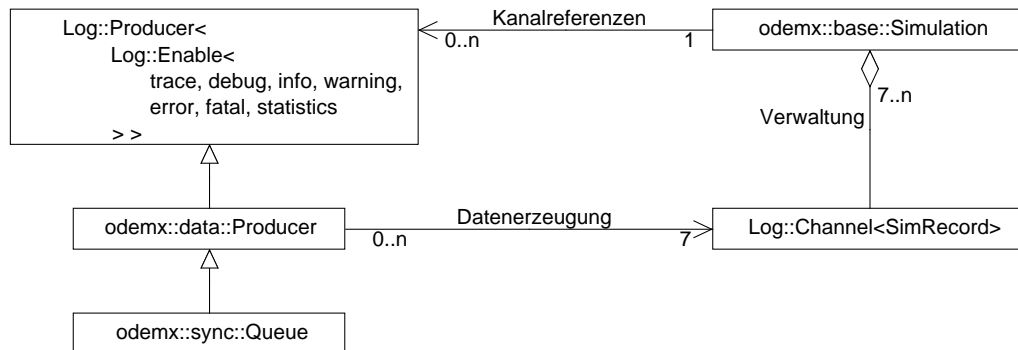 Log::Producer<
Log::Enable<
trace, debug, info, warning,
error, fatal, statistics
> >
Kanalreferenzen
0..n
1
odemx::base::Simulation
7..n
Verwaltung
odemx::data::Producer
Datenerzeugung
0..n
7
Log::Channel<SimRecord>
odemx::sync::Queue